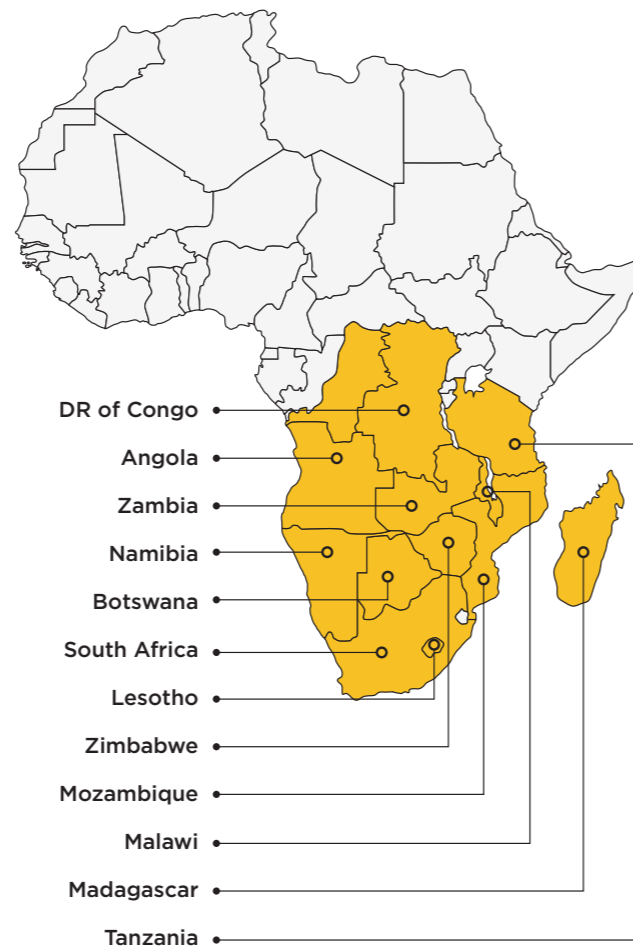 DR of Congo
Angola
Zambia
Namibia
Botswana
South Africa
Lesotho
Zimbabwe
Mozambique
Malawi
Madagascar
Tanzania